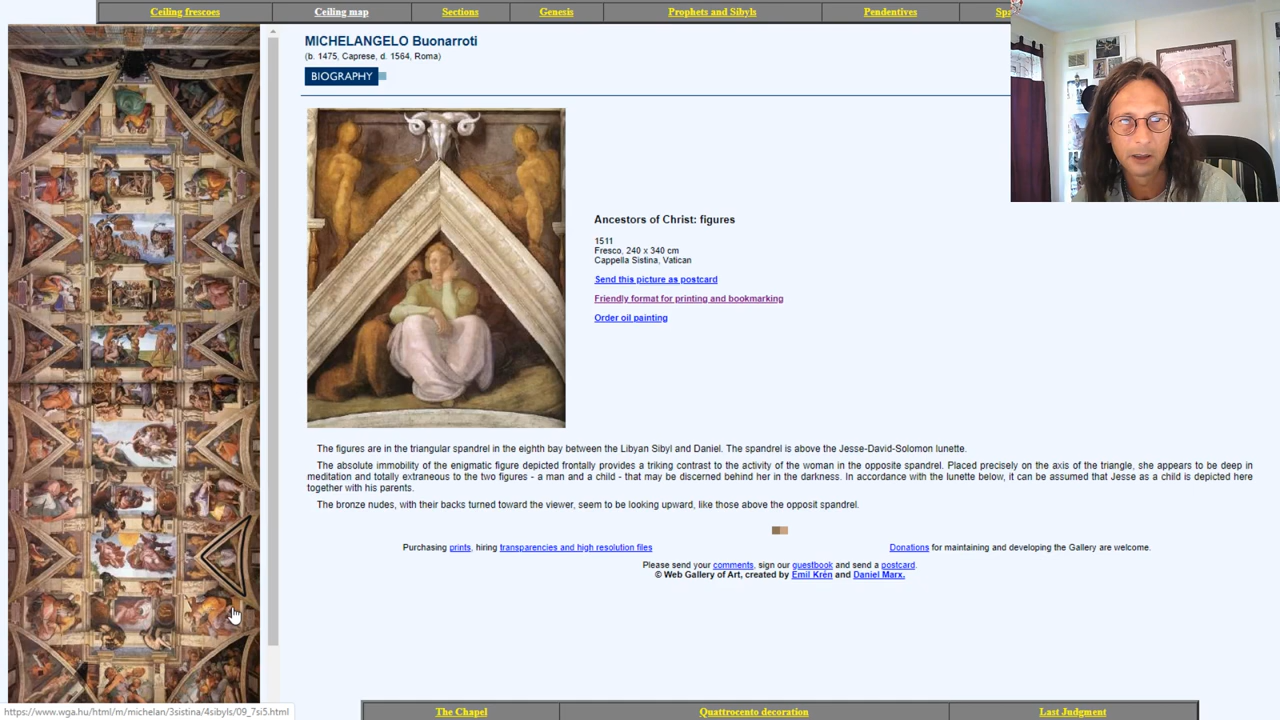 Ceiling frescoes Ceiling map Sections Genesis Prophets and Sibyls Pendentives
MICHELANGELO Buonarroti
(b. 1475, Caprese, d. 1564, Roma)
BIOGRAPHY
Ancestors of Christ: figures
1511
Fresco, 240 x 340 cm
Cappella Sistina, Vatican
Send this picture as postcard
Friendly format for printing and bookmarking
Order oil painting
The figures are in the triangular spandrel in the eighth bay between the Libyan Sibyl and Daniel. The spandrel is above the Jesse-David-Solomon lunette.
The absolute immobility of the enigmatic figure depicted frontally provides a triking contrast to the activity of the woman in the opposite spandrel. Placed precisely on the axis of the triangle, she appears to be deep in
meditation and totally extraneous to the two figures - a man and a child - that may be discerned behind her in the darkness. In accordance with the lunette below, it can be assumed that Jesse as a child is depicted here
together with his parents.
The bronze nudes, with their backs turned toward the viewer, seem to be looking upward, like those above the opposit spandrel.
Purchasing prints, hiring transparencies and high resolution files
Donations for maintaining and developing the Gallery are welcome.
Please send your comments, sign our guestbook and send a postcard.
© Web Gallery of Art, created by Emil Krén and Daniel Marx.
https://www.wga.hu/html/m/michelan/3sistina/4sibyls/09_7si5.html
The Chapel Quattrocento decoration Last Judgment